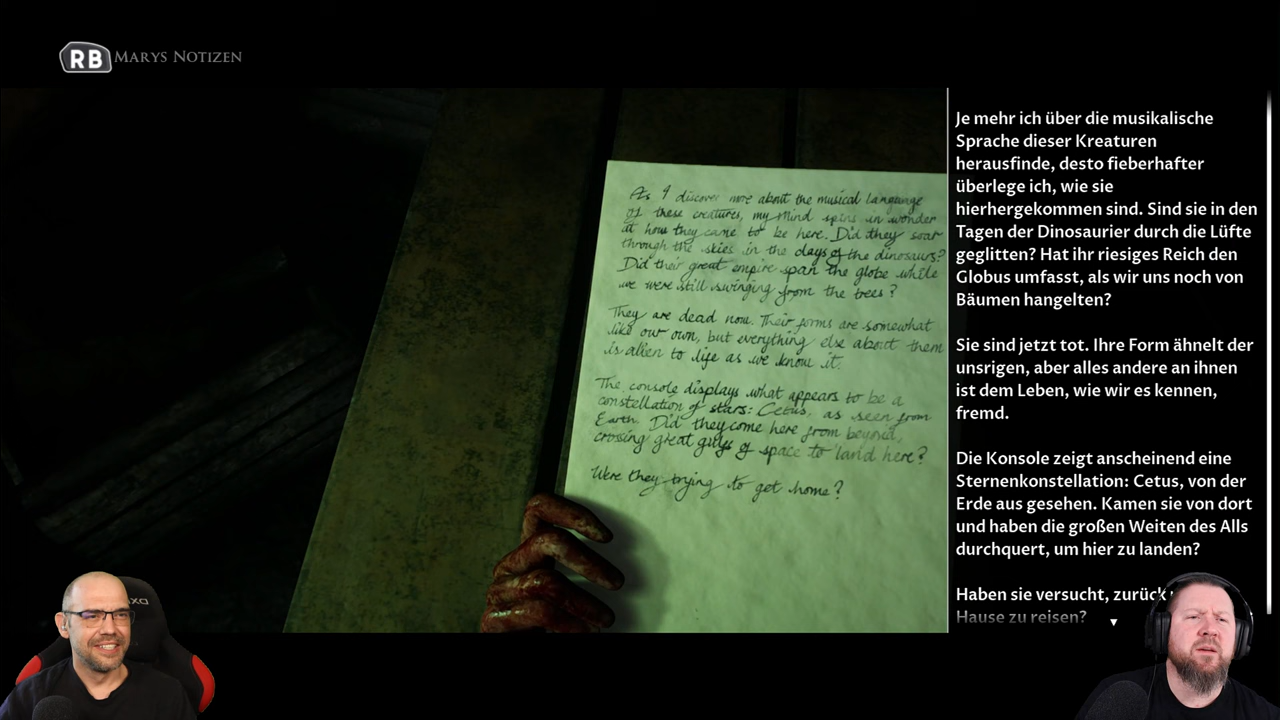 RB MARYS NOTIZEN
As I discover more about the musical language
of these creatures, my mind spins in wonder
at how they came to be here. Did they soar
through the skies in the days of the dinosaurs?
Did their great empire span the globe while
we were still swinging from the trees?
They are dead now. Their forms are somewhat
like our own, but everything else about them
is alien to life as we know it.
The console displays what appears to be a
constellation of stars: Cetus, as seen from
Earth. Did they come here from beyond,
crossing great gulfs of space to land here?
Were they trying to get home?
Je mehr ich über die musikalische
Sprache dieser Kreaturen
herausfinde, desto fieberhafter
überlege ich, wie sie
hierhergekommen sind. Sind sie in den
Tagen der Dinosaurier durch die Lüfte
geglitten? Hat ihr riesiges Reich den
Globus umfasst, als wir uns noch von
Bäumen hangelten?
Sie sind jetzt tot. Ihre Form ähnelt der
unsrigen, aber alles andere an ihnen
ist dem Leben, wie wir es kennen,
fremd.
Die Konsole zeigt anscheinend eine
Sternenkonstellation: Cetus, von der
Erde aus gesehen. Kamen sie von dort
und haben die großen Weiten des Alls
durchquert, um hier zu landen?
Haben sie versucht, zurück
Hause zu reisen?